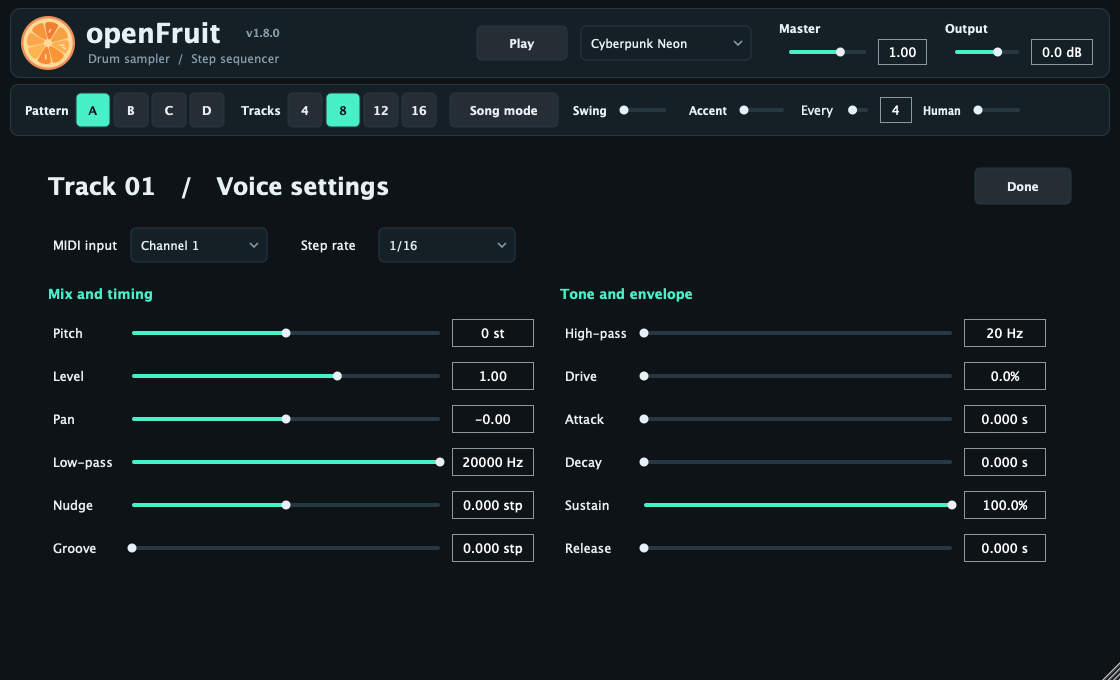 openFruit v1.8.0
Drum sampler / Step sequencer
Play
Cyberpunk Neon
Master
1.00
Output
0.0 dB
Pattern A B C D Tracks 4 8 12 16 Song mode Swing Accent Every 4 Human
Track 01 / Voice settings
Done
MIDI input Channel 1 Step rate 1/16
Mix and timing
Pitch 0 st
Level 1.00
Pan -0.00
Low-pass 20000 Hz
Nudge 0.000 stp
Groove 0.000 stp
Tone and envelope
High-pass 20 Hz
Drive 0.0%
Attack 0.000 s
Decay 0.000 s
Sustain 100.0%
Release 0.000 s